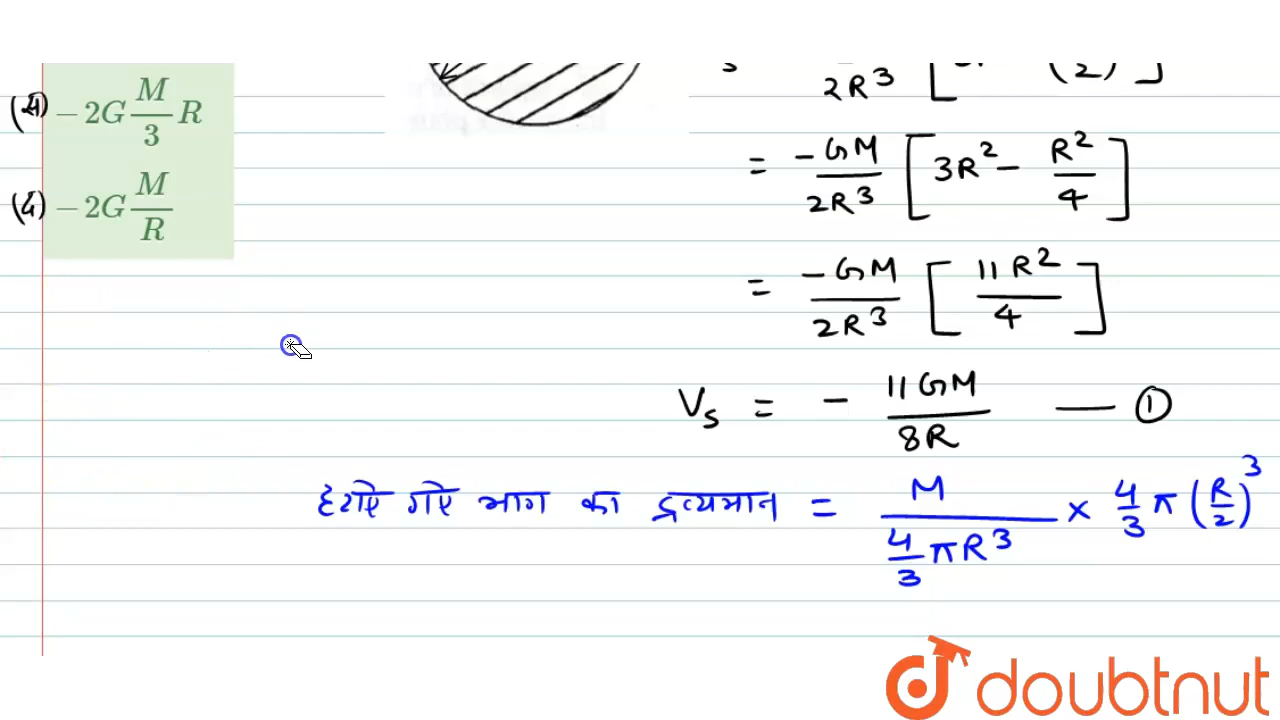 (3) -2G M/3 R
(4) -2G M/R
2R³
= -GM/2R³ [3R² - R²/4]
= -GM/2R³ [11R²/4]
Vₛ = - 11GM/8R — ①
हटाए गए भाग का द्रव्यमान = M/(4/3 πR³) × 4/3 π (R/2)³
doubtnut